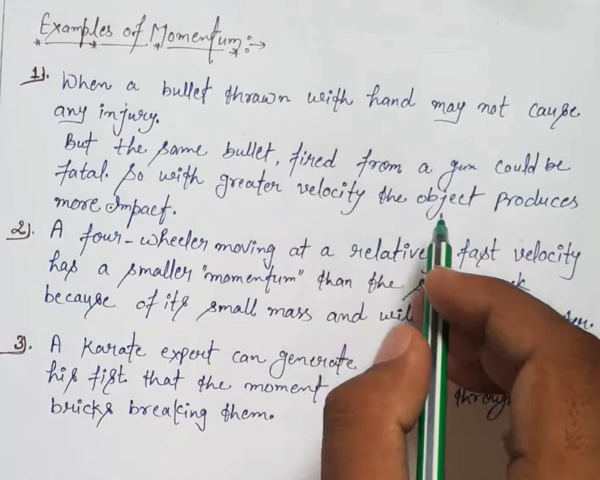 Examples of Momentum:→
1). When a bullet thrown with hand may not cause
any injury.
But the same bullet, fired from a gun could be
fatal. So with greater velocity the object produces
more Impact.
2). A four-wheeler moving at a relative fast velocity
has a smaller "momentum" than the
because of its small mass and
3). A Karate expert can generate
his fist that the moment
bricks breaking them.